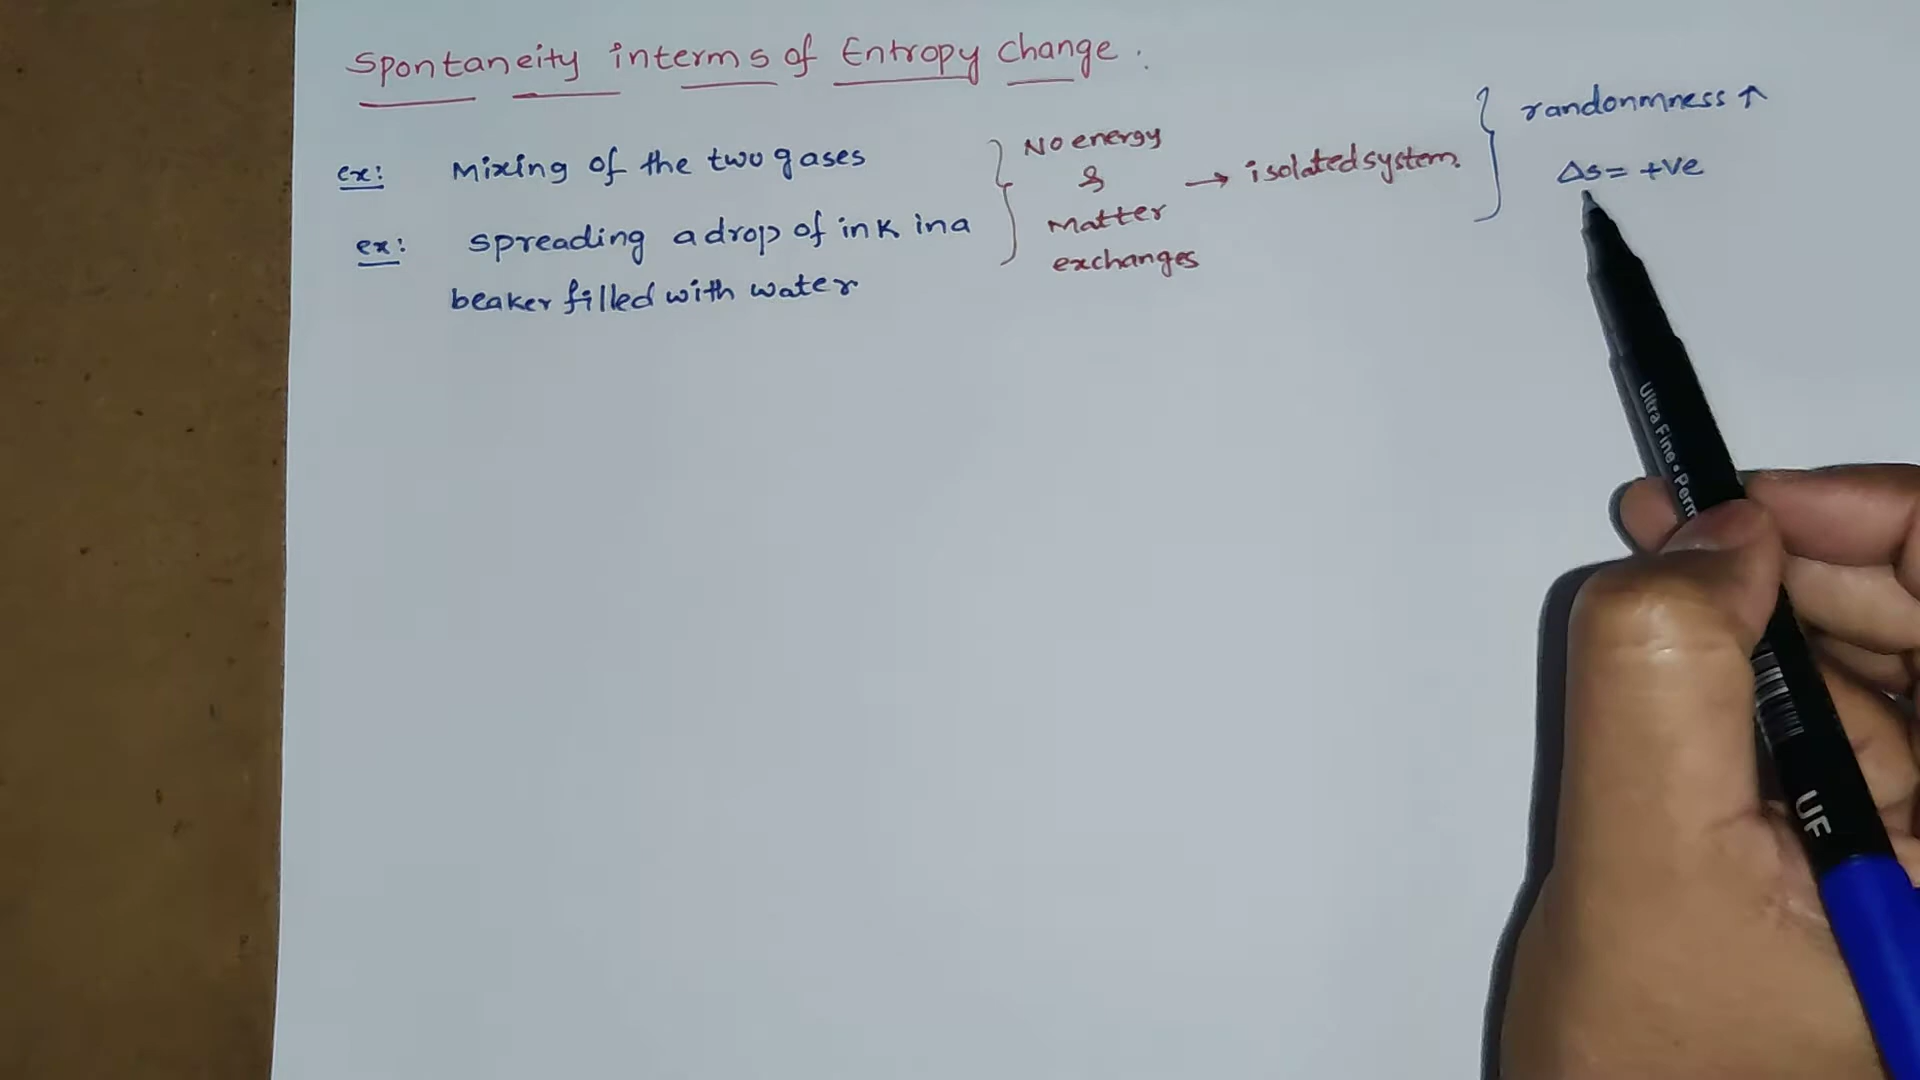 Spontaneity interms of Entropy change.
ex: Mixing of the two gases
ex: spreading a drop of ink in a
beaker filled with water
No energy
&
Matter
exchanges
→ isolated system.
randonmness ↑
Δs = +ve
Ultra Fine • Perm
UF